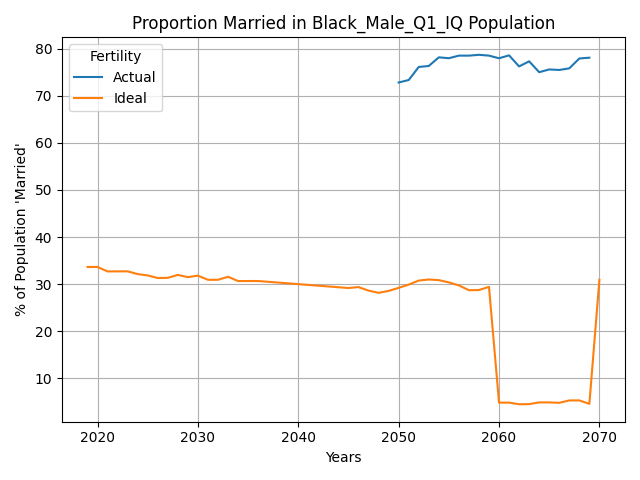 Proportion Married in Black_Male_Q1_IQ Population
% of Population 'Married'
80
70
60
50
40
30
20
10
Fertility
Actual
Ideal
2020 2030 2040 2050 2060 2070
Years